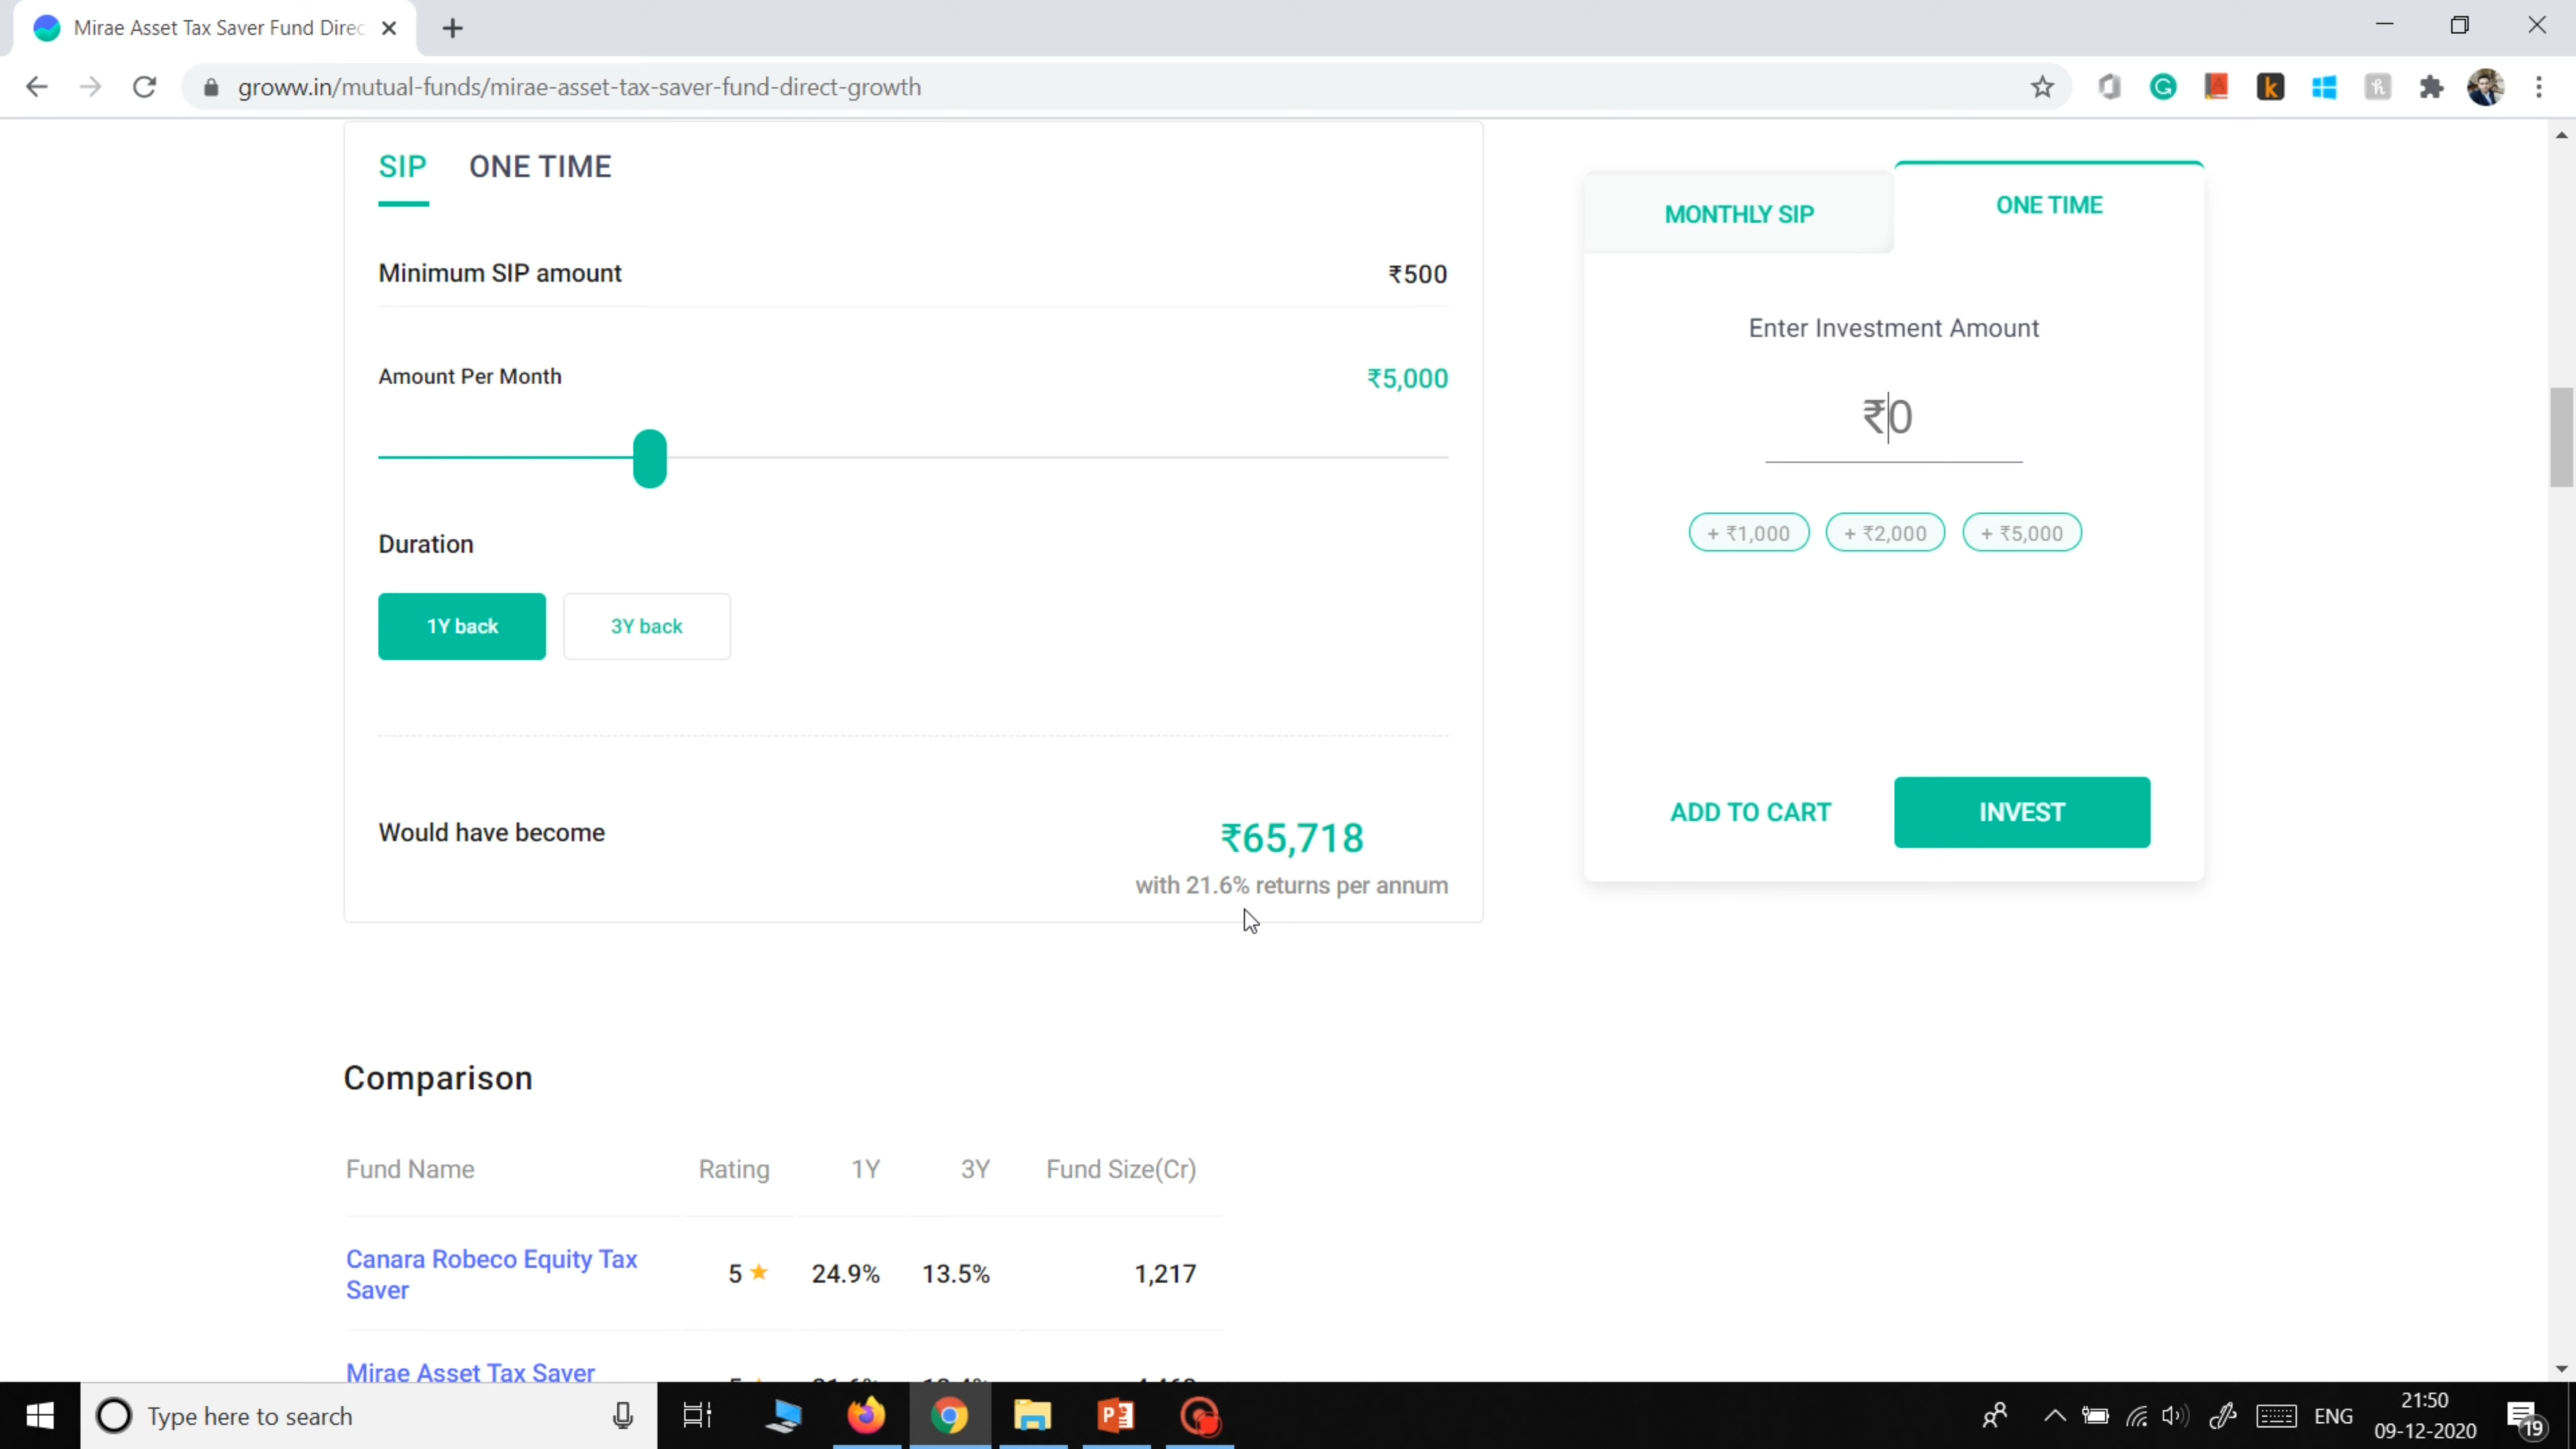 Mirae Asset Tax Saver Fund Direc
groww.in/mutual-funds/mirae-asset-tax-saver-fund-direct-growth
SIP ONE TIME
Minimum SIP amount ₹500
Amount Per Month ₹5,000
Duration
1Y back 3Y back
Would have become ₹65,718
with 21.6% returns per annum
MONTHLY SIP ONE TIME
Enter Investment Amount
₹0
+ ₹1,000 + ₹2,000 + ₹5,000
ADD TO CART INVEST
Comparison
Fund Name Rating 1Y 3Y Fund Size(Cr)
Canara Robeco Equity Tax
Saver 5 24.9% 13.5% 1,217
Mirae Asset Tax Saver
Type here to search
ENG
21:50
09-12-2020
19